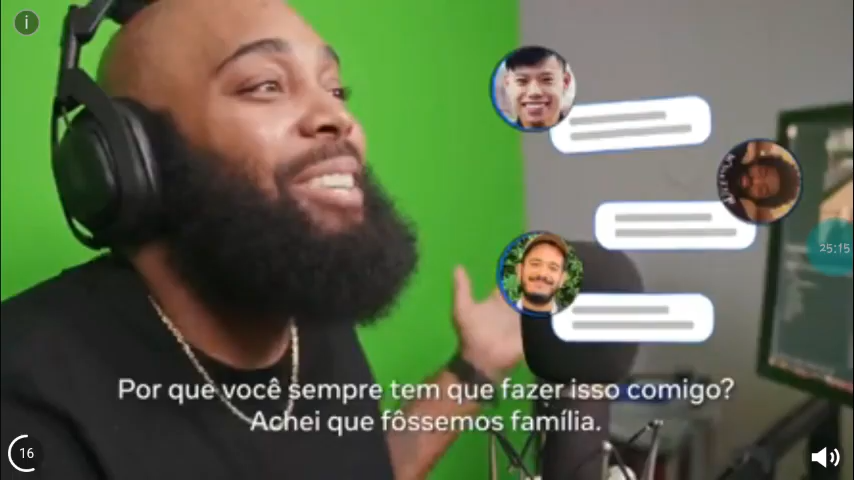 i
25:15
Por que você sempre tem que fazer isso comigo?
Achei que fôssemos família.
16